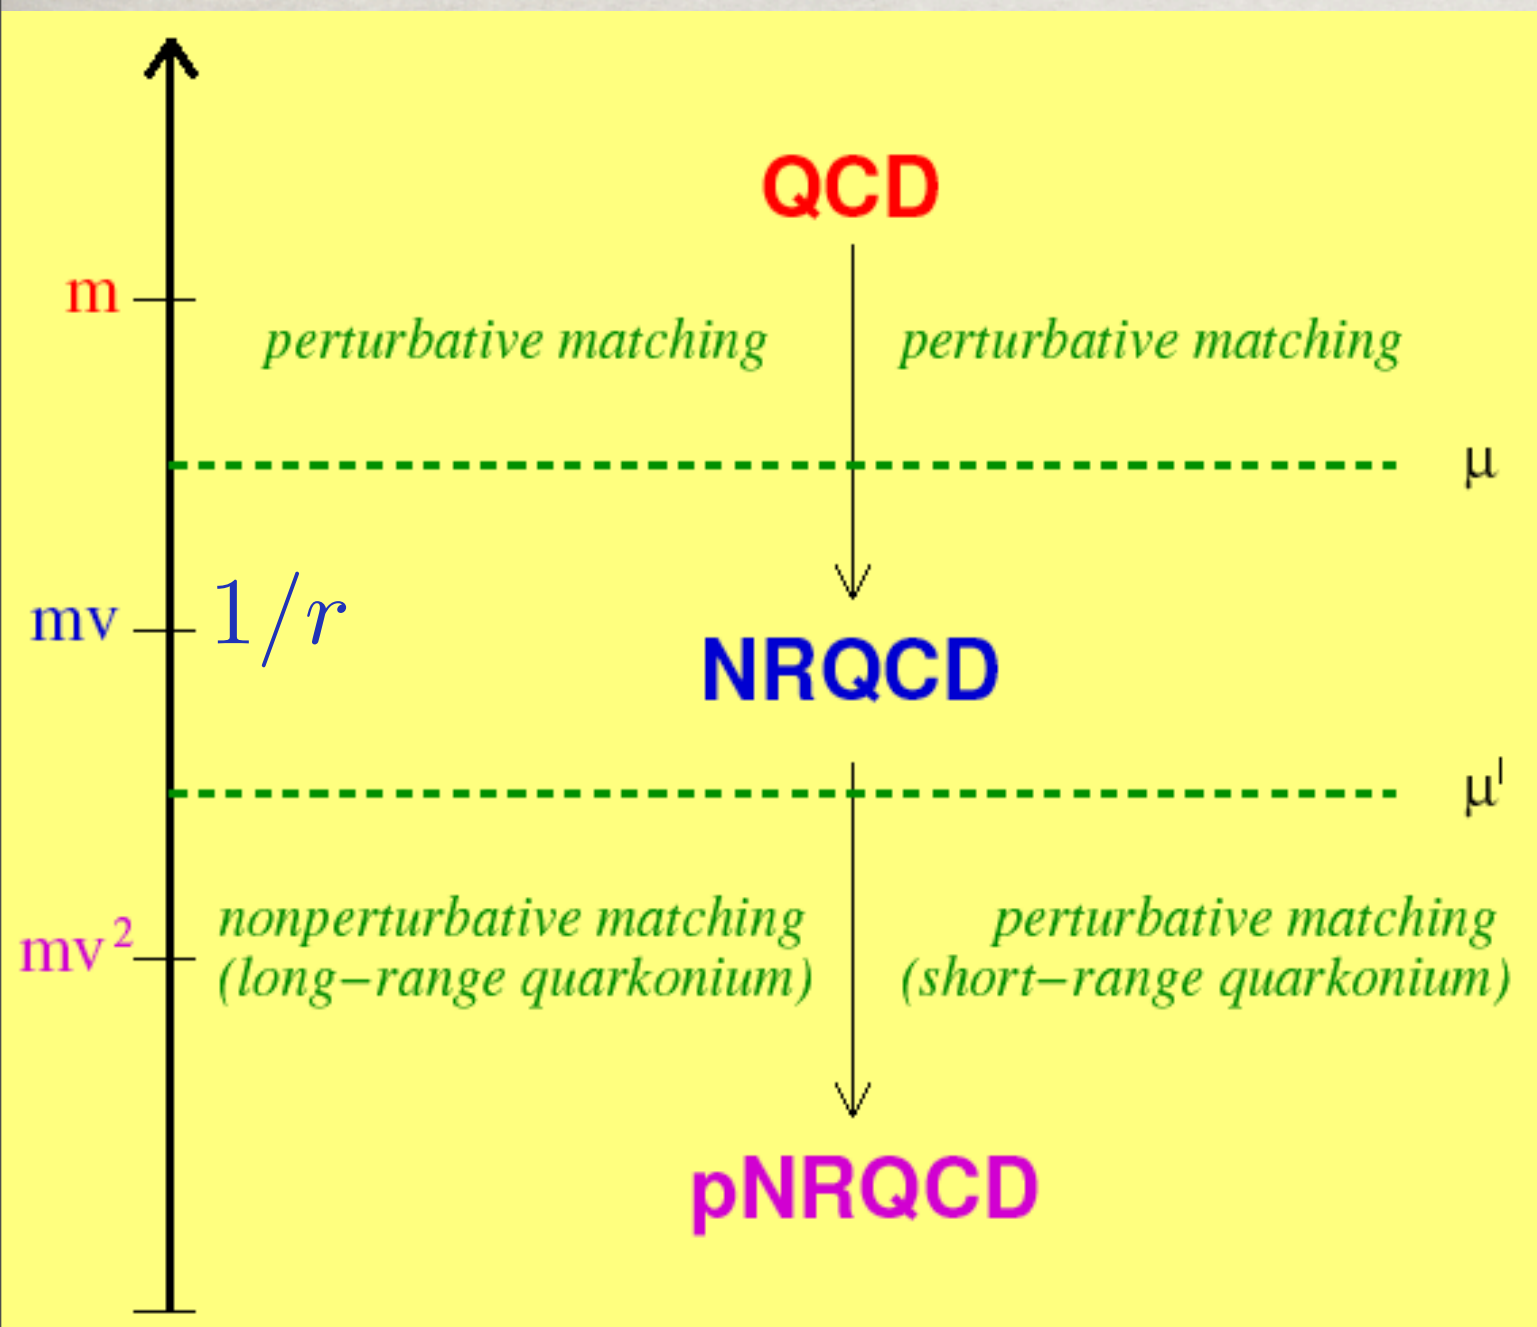 QCD
m
perturbative matching perturbative matching
μ
mv 1/r
NRQCD
μ'
nonperturbative matching perturbative matching
mv²
(long−range quarkonium) (short−range quarkonium)
pNRQCD